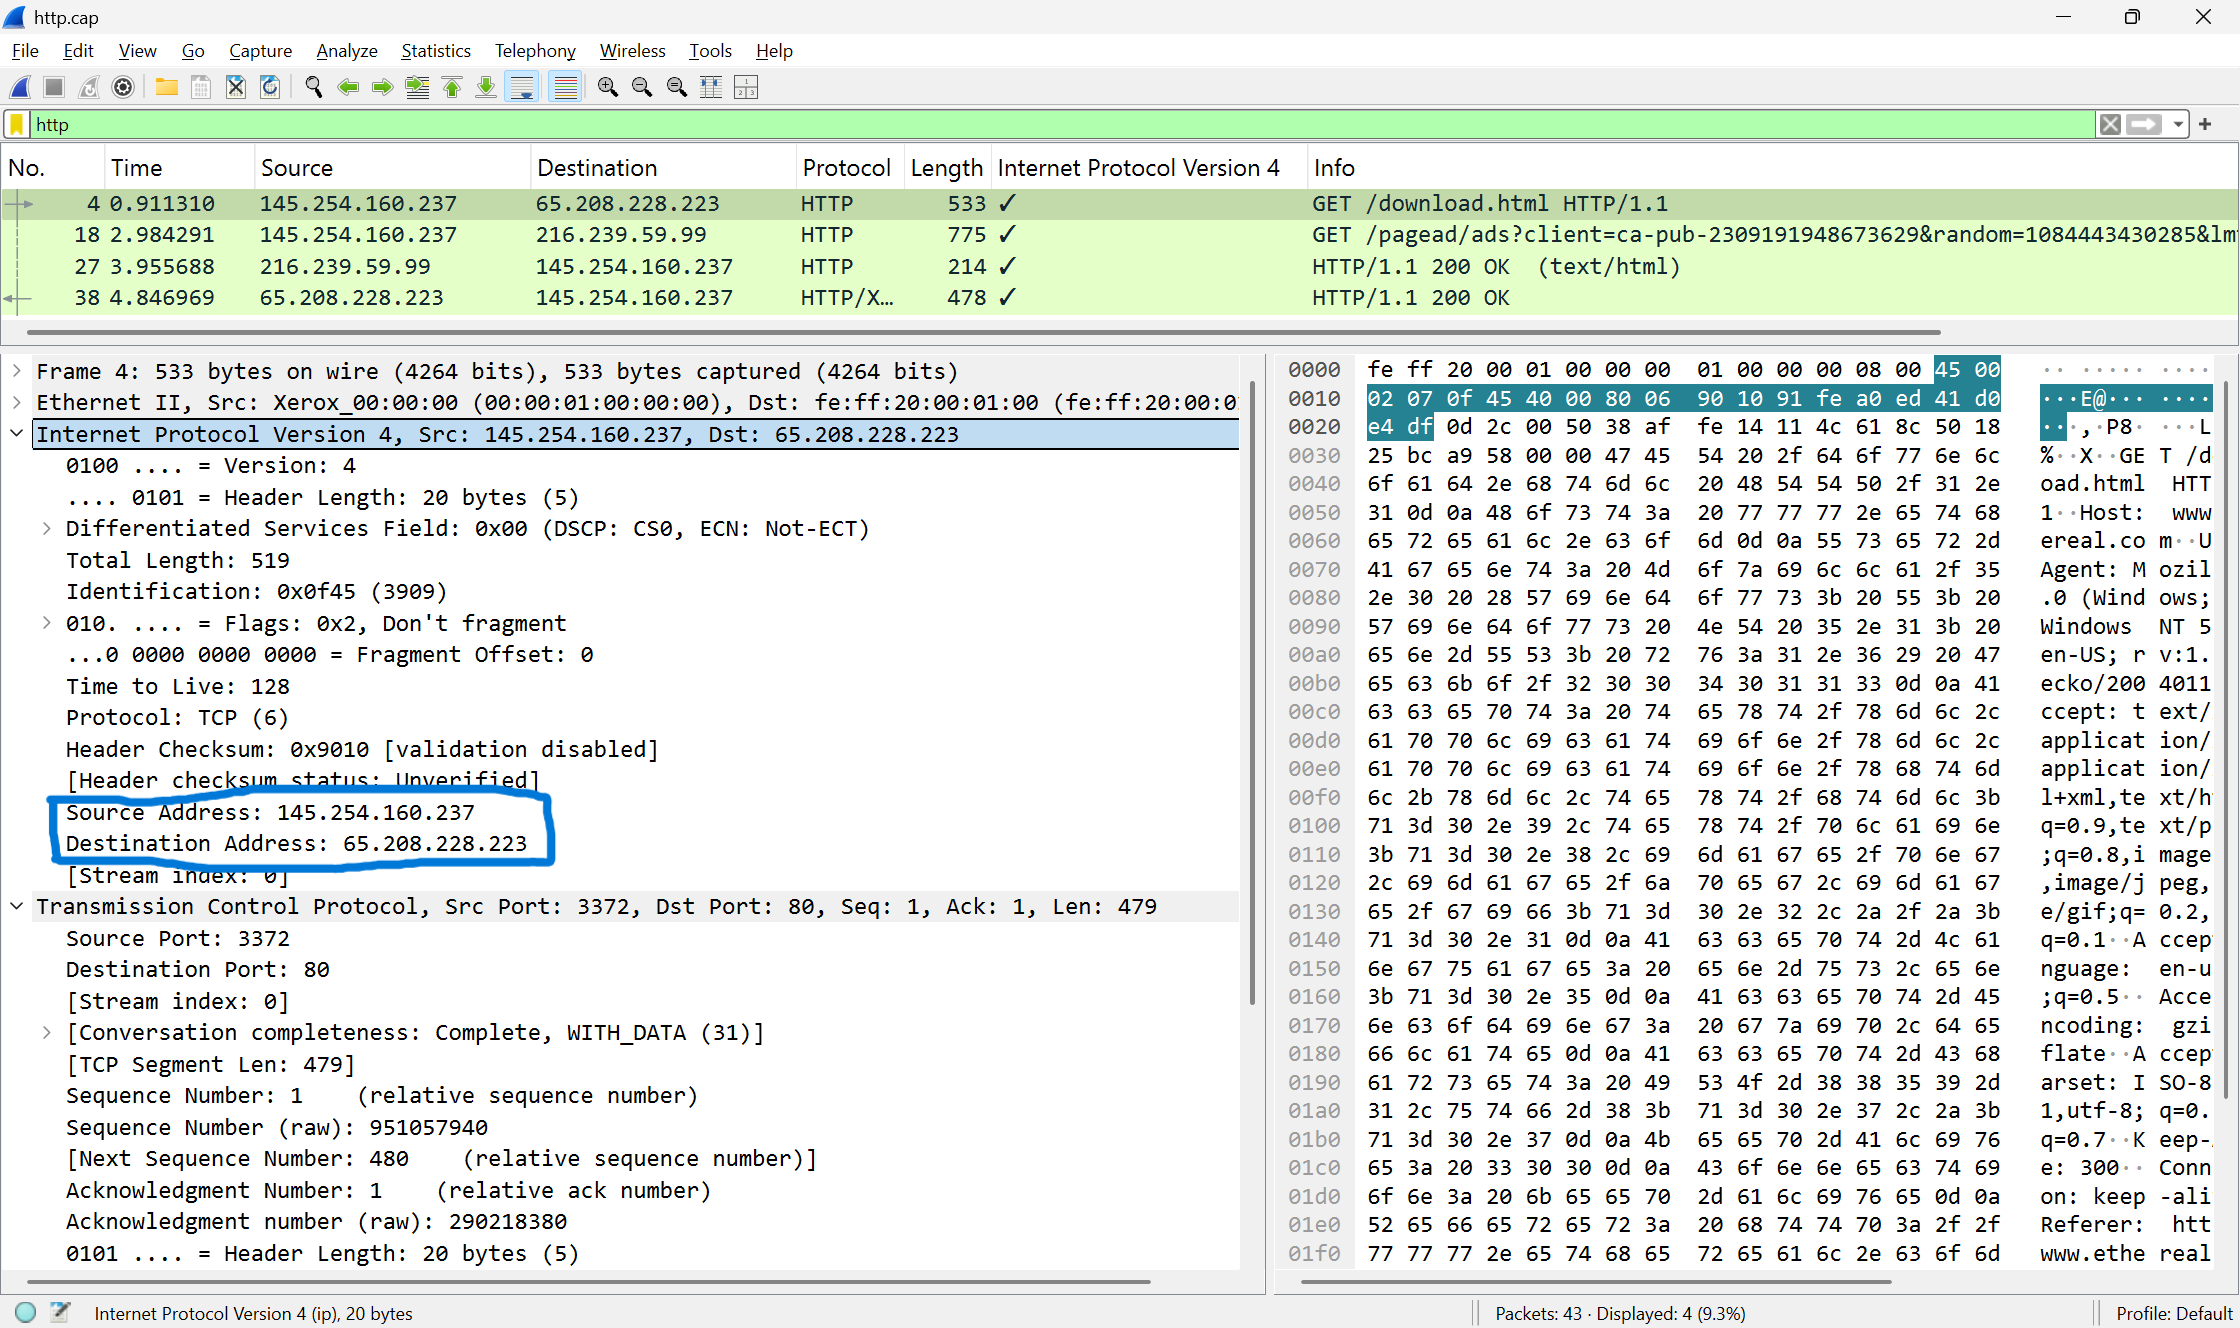 http.cap
File Edit View Go Capture Analyze Statistics Telephony Wireless Tools Help
http
No. Time Source Destination Protocol Length Internet Protocol Version 4 Info
4 0.911310 145.254.160.237 65.208.228.223 HTTP 533 ✓ GET /download.html HTTP/1.1
18 2.984291 145.254.160.237 216.239.59.99 HTTP 775 ✓ GET /pagead/ads?client=ca-pub-2309191948673629&random=1084443430285&lm
27 3.955688 216.239.59.99 145.254.160.237 HTTP 214 ✓ HTTP/1.1 200 OK (text/html)
38 4.846969 65.208.228.223 145.254.160.237 HTTP/X… 478 ✓ HTTP/1.1 200 OK
Frame 4: 533 bytes on wire (4264 bits), 533 bytes captured (4264 bits)
Ethernet II, Src: Xerox_00:00:00 (00:00:01:00:00:00), Dst: fe:ff:20:00:01:00 (fe:ff:20:00:0
Internet Protocol Version 4, Src: 145.254.160.237, Dst: 65.208.228.223
0100 .... = Version: 4
.... 0101 = Header Length: 20 bytes (5)
Differentiated Services Field: 0x00 (DSCP: CS0, ECN: Not-ECT)
Total Length: 519
Identification: 0x0f45 (3909)
010. .... = Flags: 0x2, Don't fragment
...0 0000 0000 0000 = Fragment Offset: 0
Time to Live: 128
Protocol: TCP (6)
Header Checksum: 0x9010 [validation disabled]
[Header checksum status: Unverified]
Source Address: 145.254.160.237
Destination Address: 65.208.228.223
[Stream index: 0]
Transmission Control Protocol, Src Port: 3372, Dst Port: 80, Seq: 1, Ack: 1, Len: 479
Source Port: 3372
Destination Port: 80
[Stream index: 0]
[Conversation completeness: Complete, WITH_DATA (31)]
[TCP Segment Len: 479]
Sequence Number: 1 (relative sequence number)
Sequence Number (raw): 951057940
[Next Sequence Number: 480 (relative sequence number)]
Acknowledgment Number: 1 (relative ack number)
Acknowledgment number (raw): 290218380
0101 .... = Header Length: 20 bytes (5)
0000 fe ff 20 00 01 00 00 00 01 00 00 00 08 00 45 00 ·· ····· ····
0010 02 07 0f 45 40 00 80 06 90 10 91 fe a0 ed 41 d0 ···E@··· ····
0020 e4 df 0d 2c 00 50 38 af fe 14 11 4c 61 8c 50 18 ···,·P8· ···L
0030 25 bc a9 58 00 00 47 45 54 20 2f 64 6f 77 6e 6c %··X··GE T /d
0040 6f 61 64 2e 68 74 6d 6c 20 48 54 54 50 2f 31 2e oad.html HTT
0050 31 0d 0a 48 6f 73 74 3a 20 77 77 77 2e 65 74 68 1··Host: www
0060 65 72 65 61 6c 2e 63 6f 6d 0d 0a 55 73 65 72 2d ereal.co m··U
0070 41 67 65 6e 74 3a 20 4d 6f 7a 69 6c 6c 61 2f 35 Agent: M ozil
0080 2e 30 20 28 57 69 6e 64 6f 77 73 3b 20 55 3b 20 .0 (Wind ows;
0090 57 69 6e 64 6f 77 73 20 4e 54 20 35 2e 31 3b 20 Windows NT 5
00a0 65 6e 2d 55 53 3b 20 72 76 3a 31 2e 36 29 20 47 en-US; r v:1.
00b0 65 63 6b 6f 2f 32 30 30 34 30 31 31 33 0d 0a 41 ecko/200 4011
00c0 63 63 65 70 74 3a 20 74 65 78 74 2f 78 6d 6c 2c ccept: t ext/
00d0 61 70 70 6c 69 63 61 74 69 6f 6e 2f 78 6d 6c 2c applicat ion/
00e0 61 70 70 6c 69 63 61 74 69 6f 6e 2f 78 68 74 6d applicat ion/
00f0 6c 2b 78 6d 6c 2c 74 65 78 74 2f 68 74 6d 6c 3b l+xml,te xt/h
0100 71 3d 30 2e 39 2c 74 65 78 74 2f 70 6c 61 69 6e q=0.9,te xt/p
0110 3b 71 3d 30 2e 38 2c 69 6d 61 67 65 2f 70 6e 67 ;q=0.8,i mage
0120 2c 69 6d 61 67 65 2f 6a 70 65 67 2c 69 6d 61 67 ,image/j peg,
0130 65 2f 67 69 66 3b 71 3d 30 2e 32 2c 2a 2f 2a 3b e/gif;q= 0.2,
0140 71 3d 30 2e 31 0d 0a 41 63 63 65 70 74 2d 4c 61 q=0.1··A ccep
0150 6e 67 75 61 67 65 3a 20 65 6e 2d 75 73 2c 65 6e nguage: en-u
0160 3b 71 3d 30 2e 35 0d 0a 41 63 63 65 70 74 2d 45 ;q=0.5·· Acce
0170 6e 63 6f 64 69 6e 67 3a 20 67 7a 69 70 2c 64 65 ncoding: gzi
0180 66 6c 61 74 65 0d 0a 41 63 63 65 70 74 2d 43 68 flate··A ccep
0190 61 72 73 65 74 3a 20 49 53 4f 2d 38 38 35 39 2d arset: I SO-8
01a0 31 2c 75 74 66 2d 38 3b 71 3d 30 2e 37 2c 2a 3b 1,utf-8; q=0.
01b0 71 3d 30 2e 37 0d 0a 4b 65 65 70 2d 41 6c 69 76 q=0.7··K eep-
01c0 65 3a 20 33 30 30 0d 0a 43 6f 6e 6e 65 63 74 69 e: 300·· Conn
01d0 6f 6e 3a 20 6b 65 65 70 2d 61 6c 69 76 65 0d 0a on: keep -ali
01e0 52 65 66 65 72 65 72 3a 20 68 74 74 70 3a 2f 2f Referer: htt
01f0 77 77 77 2e 65 74 68 65 72 65 61 6c 2e 63 6f 6d www.ethe real
Internet Protocol Version 4 (ip), 20 bytes
Packets: 43 · Displayed: 4 (9.3%)
Profile: Default